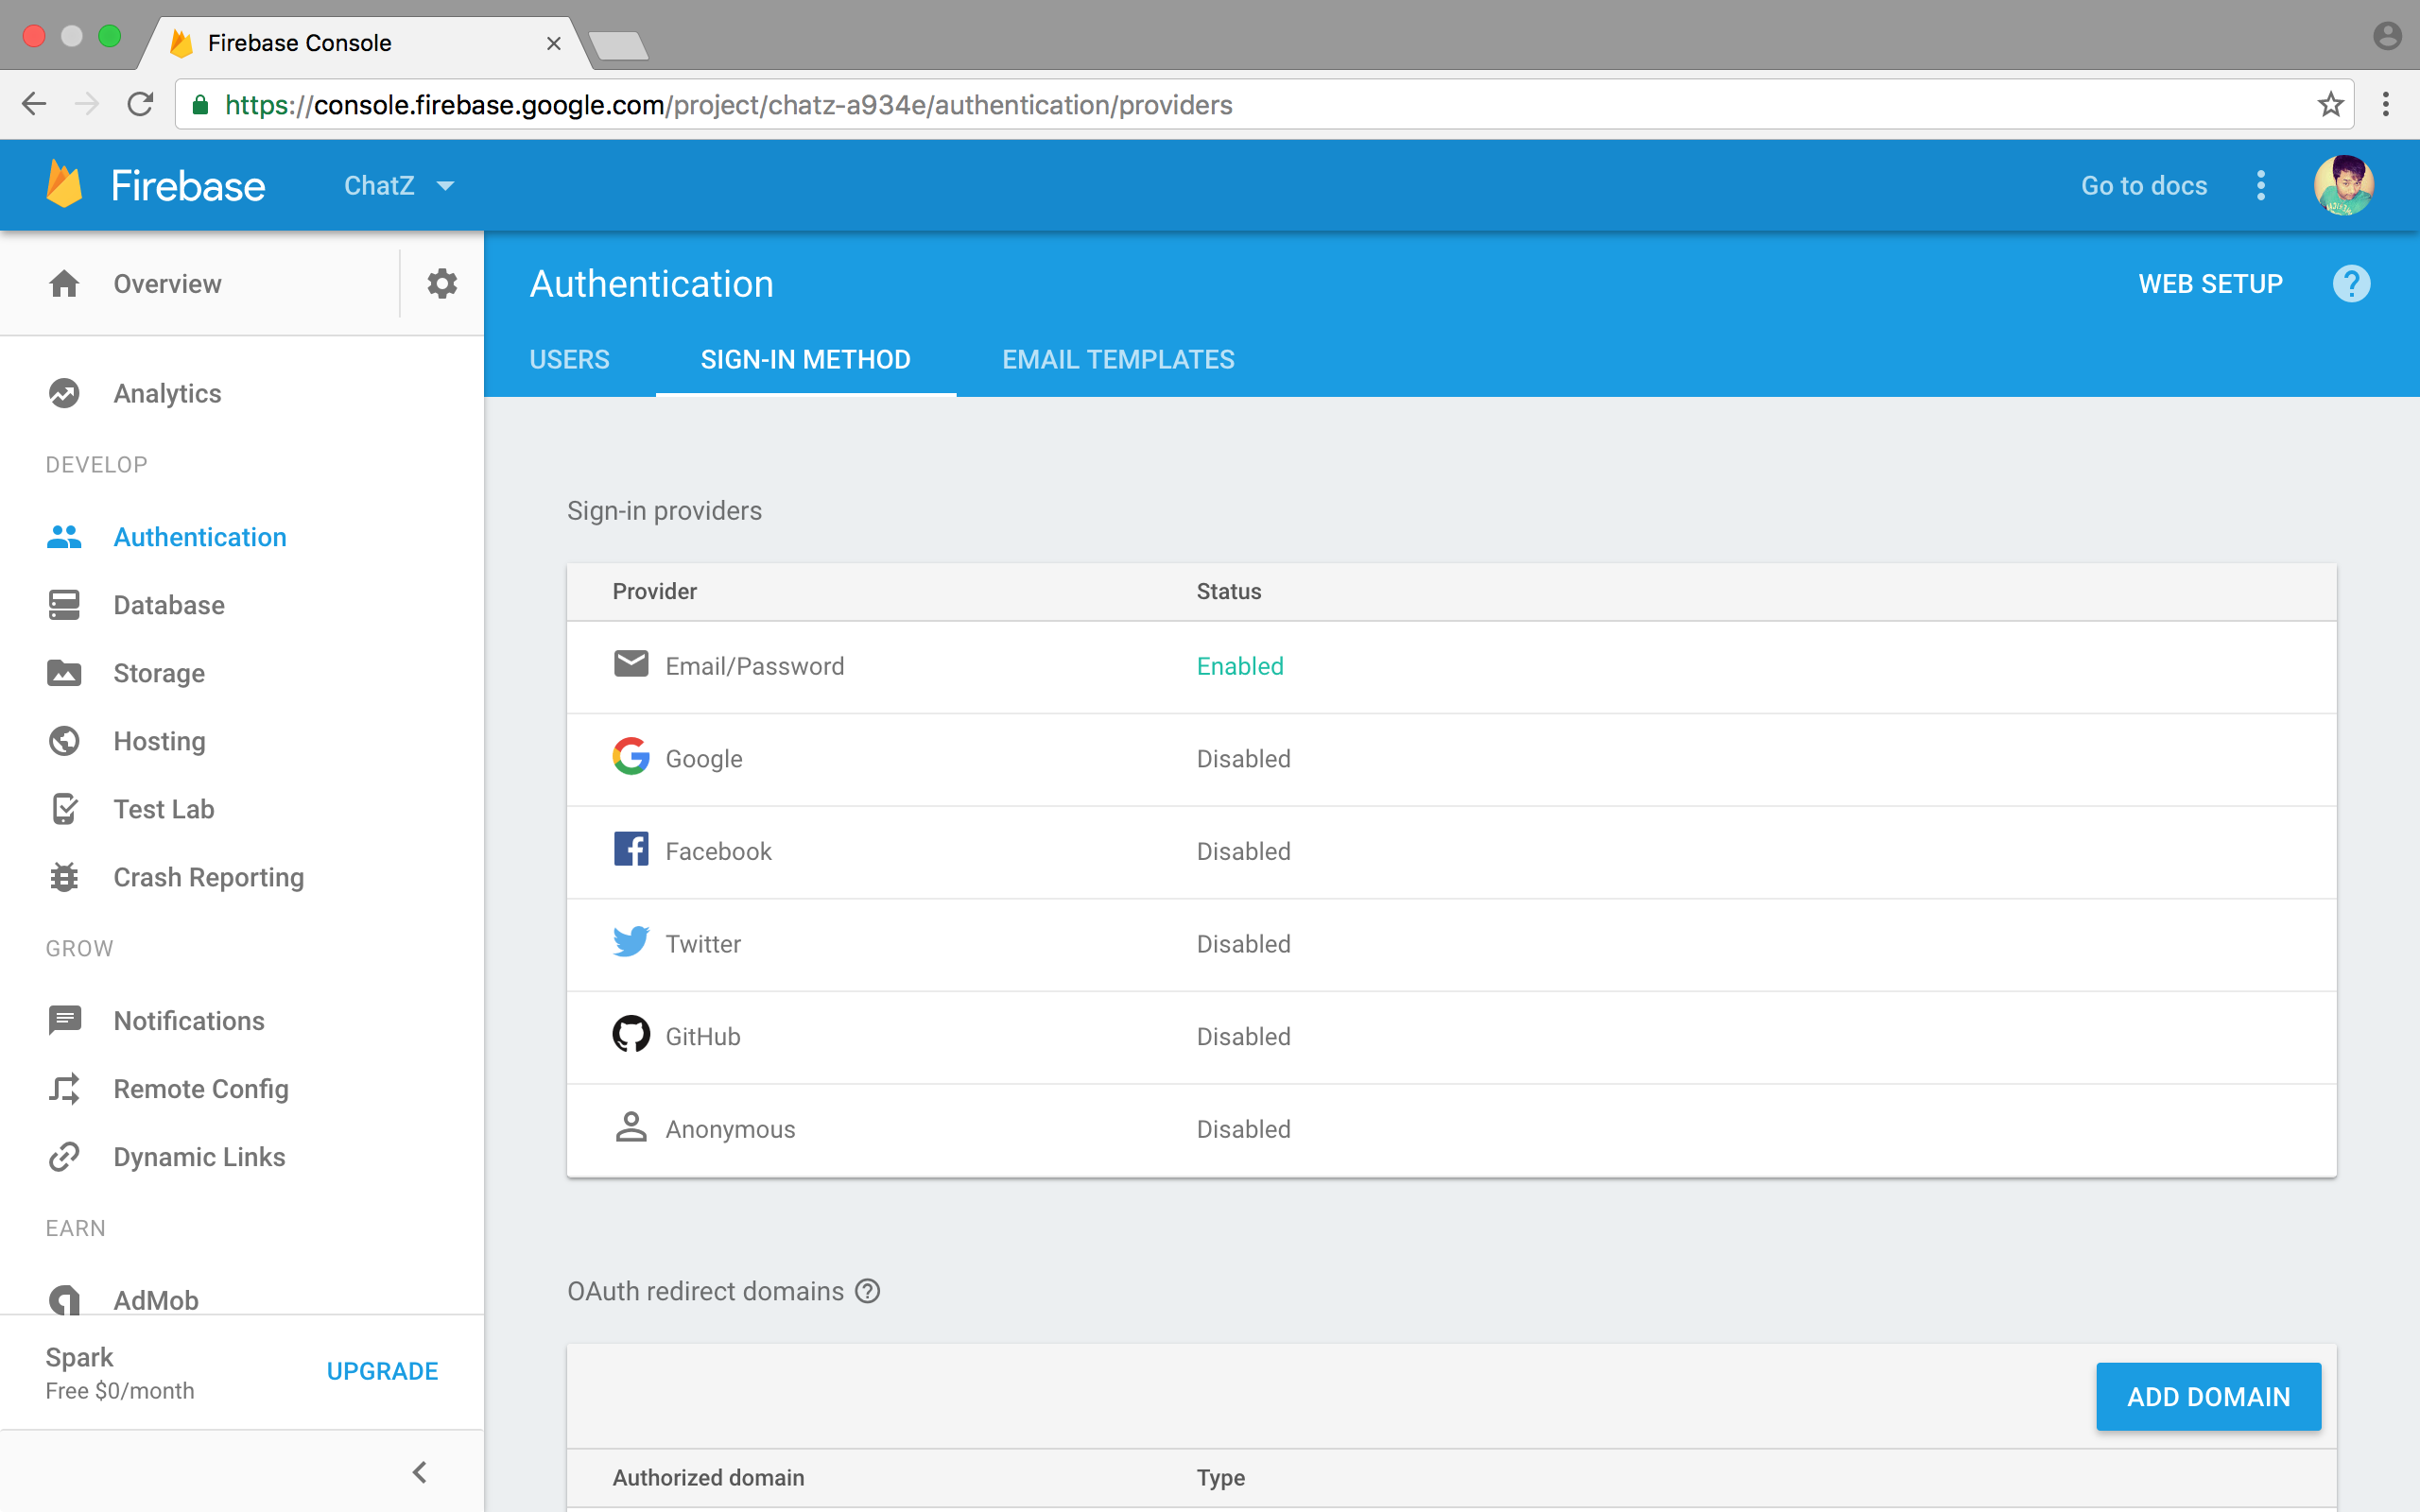 Firebase Console
https://console.firebase.google.com/project/chatz-a934e/authentication/providers
Firebase
ChatZ
Go to docs
Overview
Authentication
WEB SETUP
USERS
SIGN-IN METHOD
EMAIL TEMPLATES
Analytics
DEVELOP
Authentication
Database
Storage
Hosting
Test Lab
Crash Reporting
GROW
Notifications
Remote Config
Dynamic Links
EARN
AdMob
Spark
Free $0/month
UPGRADE
Sign-in providers
Provider Status
Email/Password Enabled
Google Disabled
Facebook Disabled
Twitter Disabled
GitHub Disabled
Anonymous Disabled
OAuth redirect domains
ADD DOMAIN
Authorized domain Type